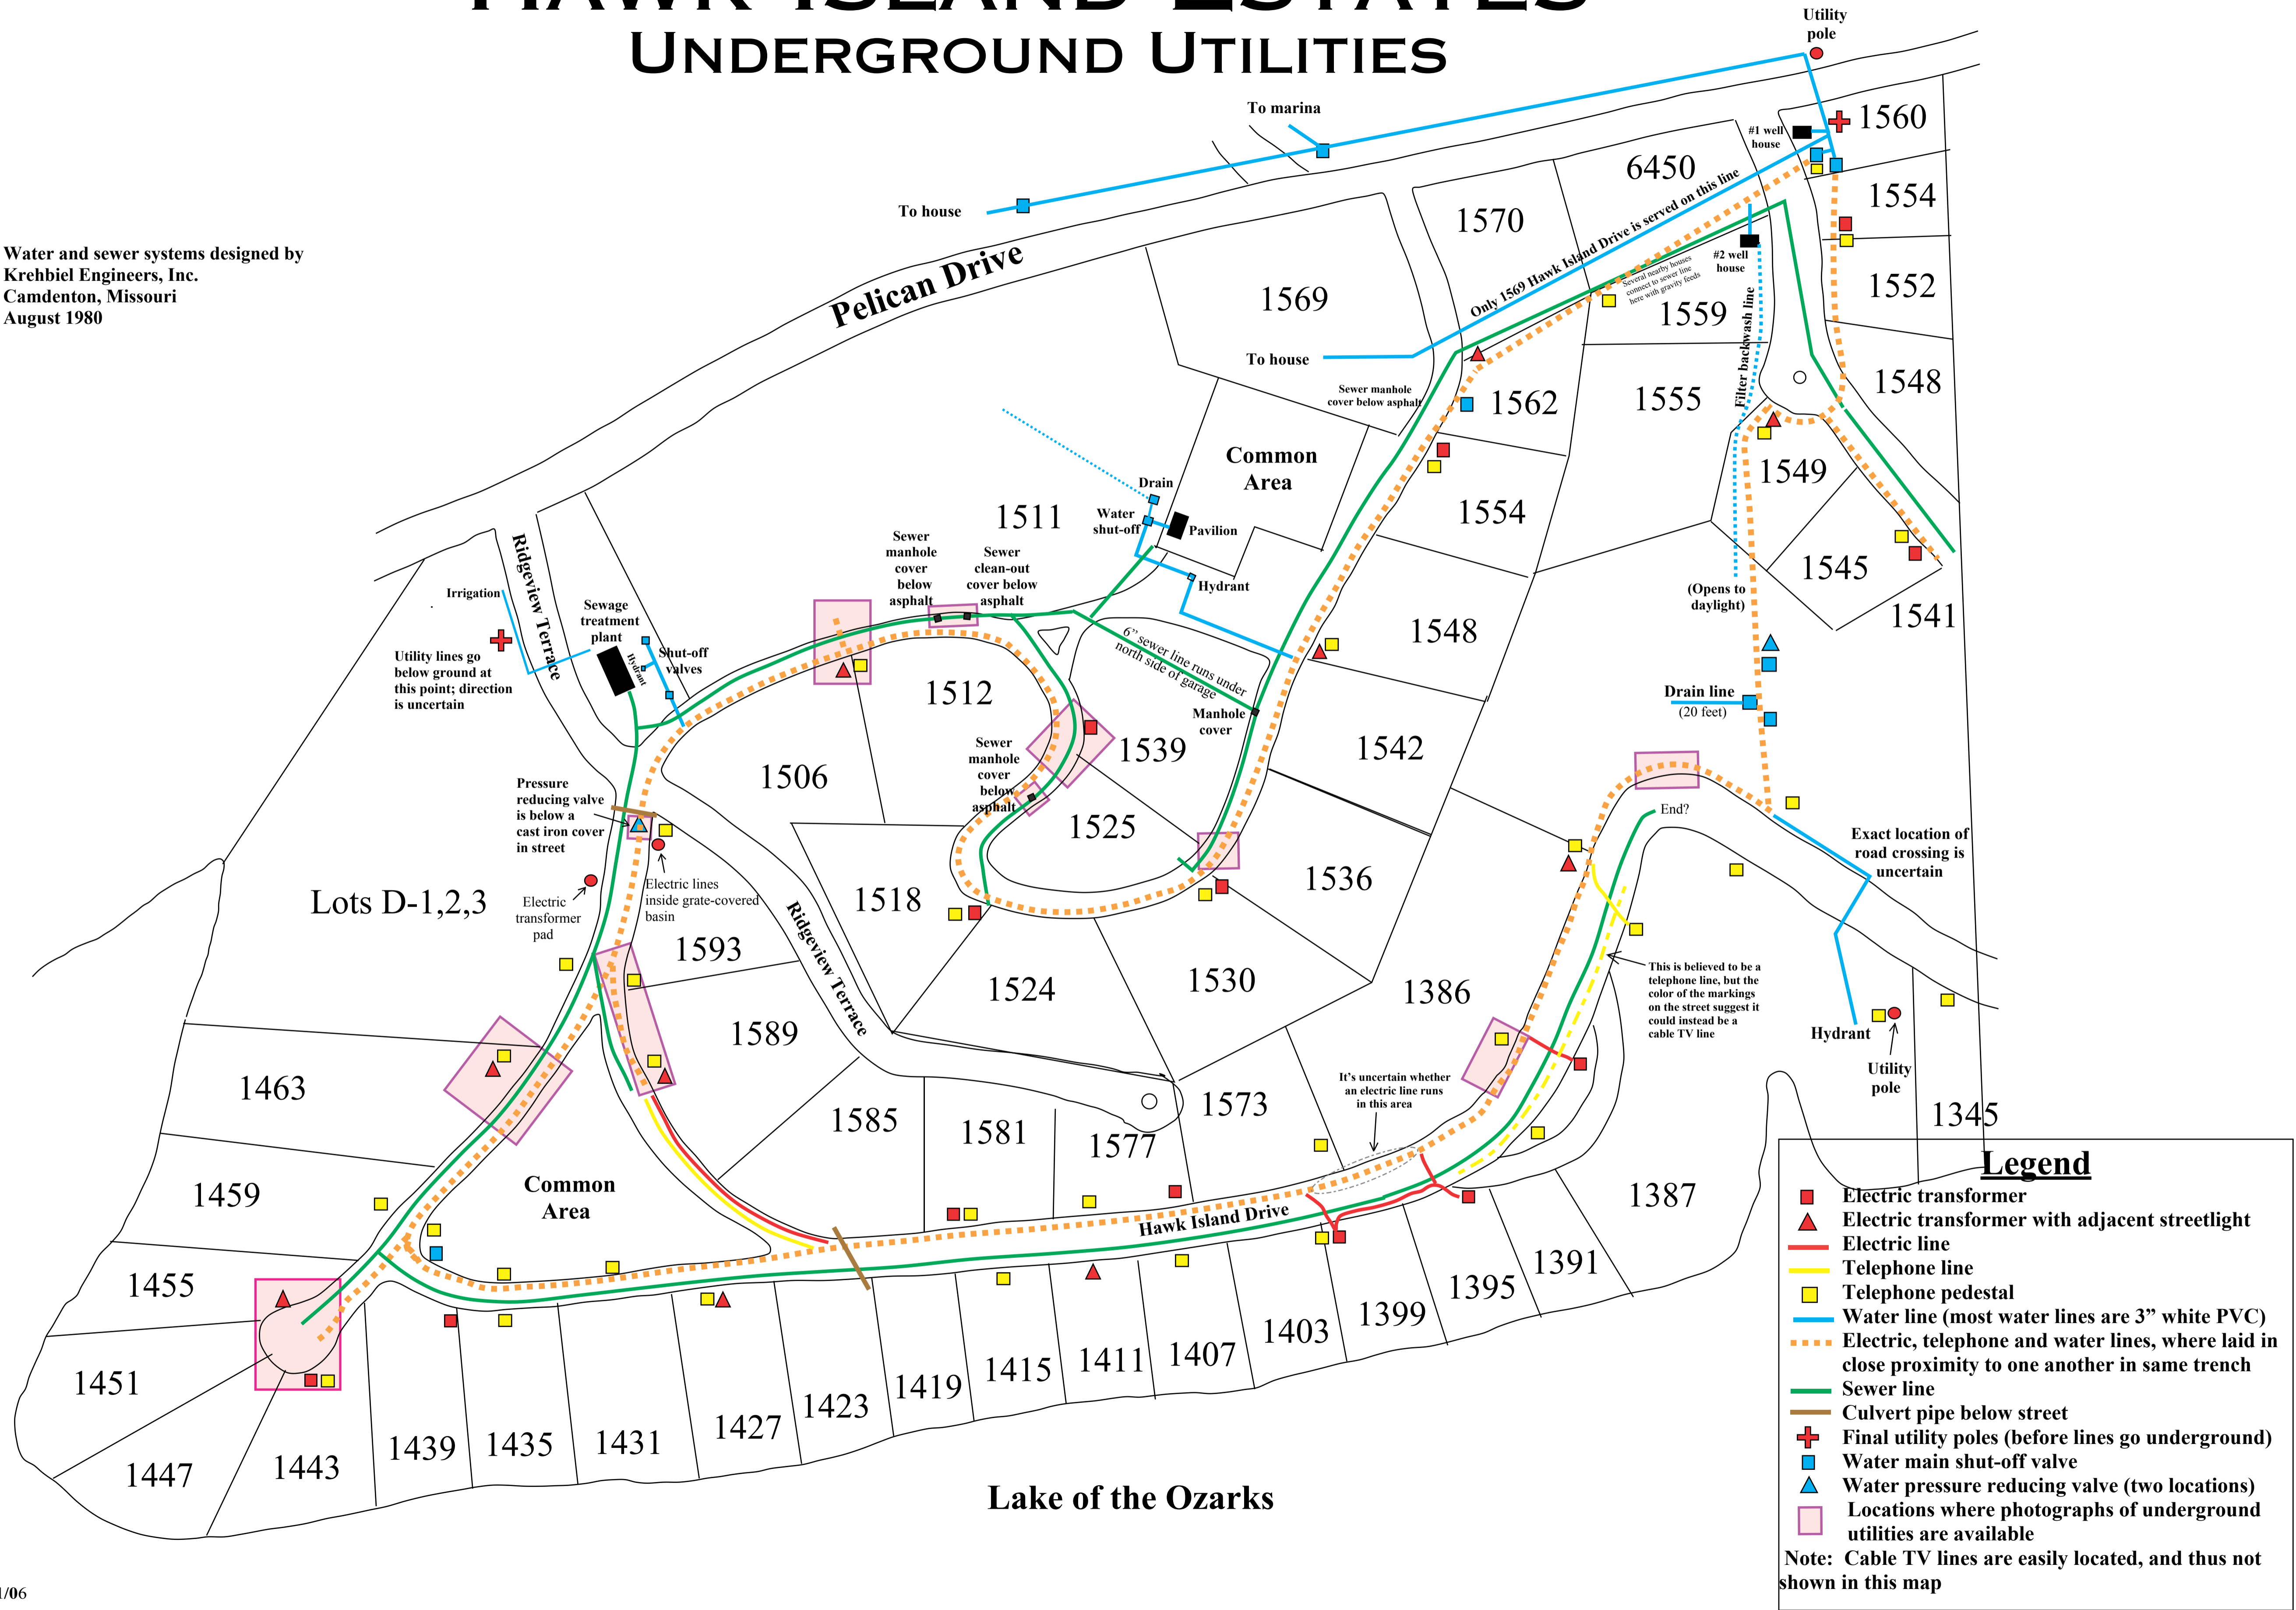 HAWK ISLAND ESTATES
UNDERGROUND UTILITIES
Utility
pole
To marina
#1 well
house
1560
6450
1554
To house
1570
Only 1569 Hawk Island Drive is served on this line
Pelican Drive
Water and sewer systems designed by
Krehbiel Engineers, Inc.
Camdenton, Missouri
August 1980
#2 well
house
Several nearby houses
connect to sewer line
here with gravity feeds
1569
1559
1552
Filter backwash line
To house
Sewer manhole
cover below asphalt
1562
1555
1548
Common
Area
1549
Drain
1511
Water
shut-off
Pavilion
1554
Sewer
manhole
cover
below
asphalt
Sewer
clean-out
cover below
asphalt
Ridgeview Terrace
Irrigation
Sewage
treatment
plant
Hydrant
Shut-off
valves
Hydrant
1545
(Opens to
daylight)
1541
1548
Utility lines go
below ground at
this point; direction
is uncertain
6” sewer line runs under
north side of garage
1512
Drain line
(20 feet)
Manhole
cover
1539
1542
1506
Sewer
manhole
cover
below
asphalt
Pressure
reducing valve
is below a
cast iron cover
in street
1525
End?
Exact location of
road crossing is
uncertain
Lots D-1,2,3
Electric
transformer
pad
Electric lines
inside grate-covered
basin
1518
1536
Ridgeview Terrace
1593
1524
1530
1386
This is believed to be a
telephone line, but the
color of the markings
on the street suggest it
could instead be a
cable TV line
Hydrant
Utility
pole
1589
1463
It’s uncertain whether
an electric line runs
in this area
1585
1581
1577
1573
1345
1459
Common
Area
Hawk Island Drive
1387
1455
1391
1395
1399
1403
1407
1411
1415
1419
1423
1427
1431
1435
1439
1443
1447
1451
Lake of the Ozarks
Legend
Electric transformer
Electric transformer with adjacent streetlight
Electric line
Telephone line
Telephone pedestal
Water line (most water lines are 3” white PVC)
Electric, telephone and water lines, where laid in
close proximity to one another in same trench
Sewer line
Culvert pipe below street
Final utility poles (before lines go underground)
Water main shut-off valve
Water pressure reducing valve (two locations)
Locations where photographs of underground
utilities are available
Note: Cable TV lines are easily located, and thus not
shown in this map
/06